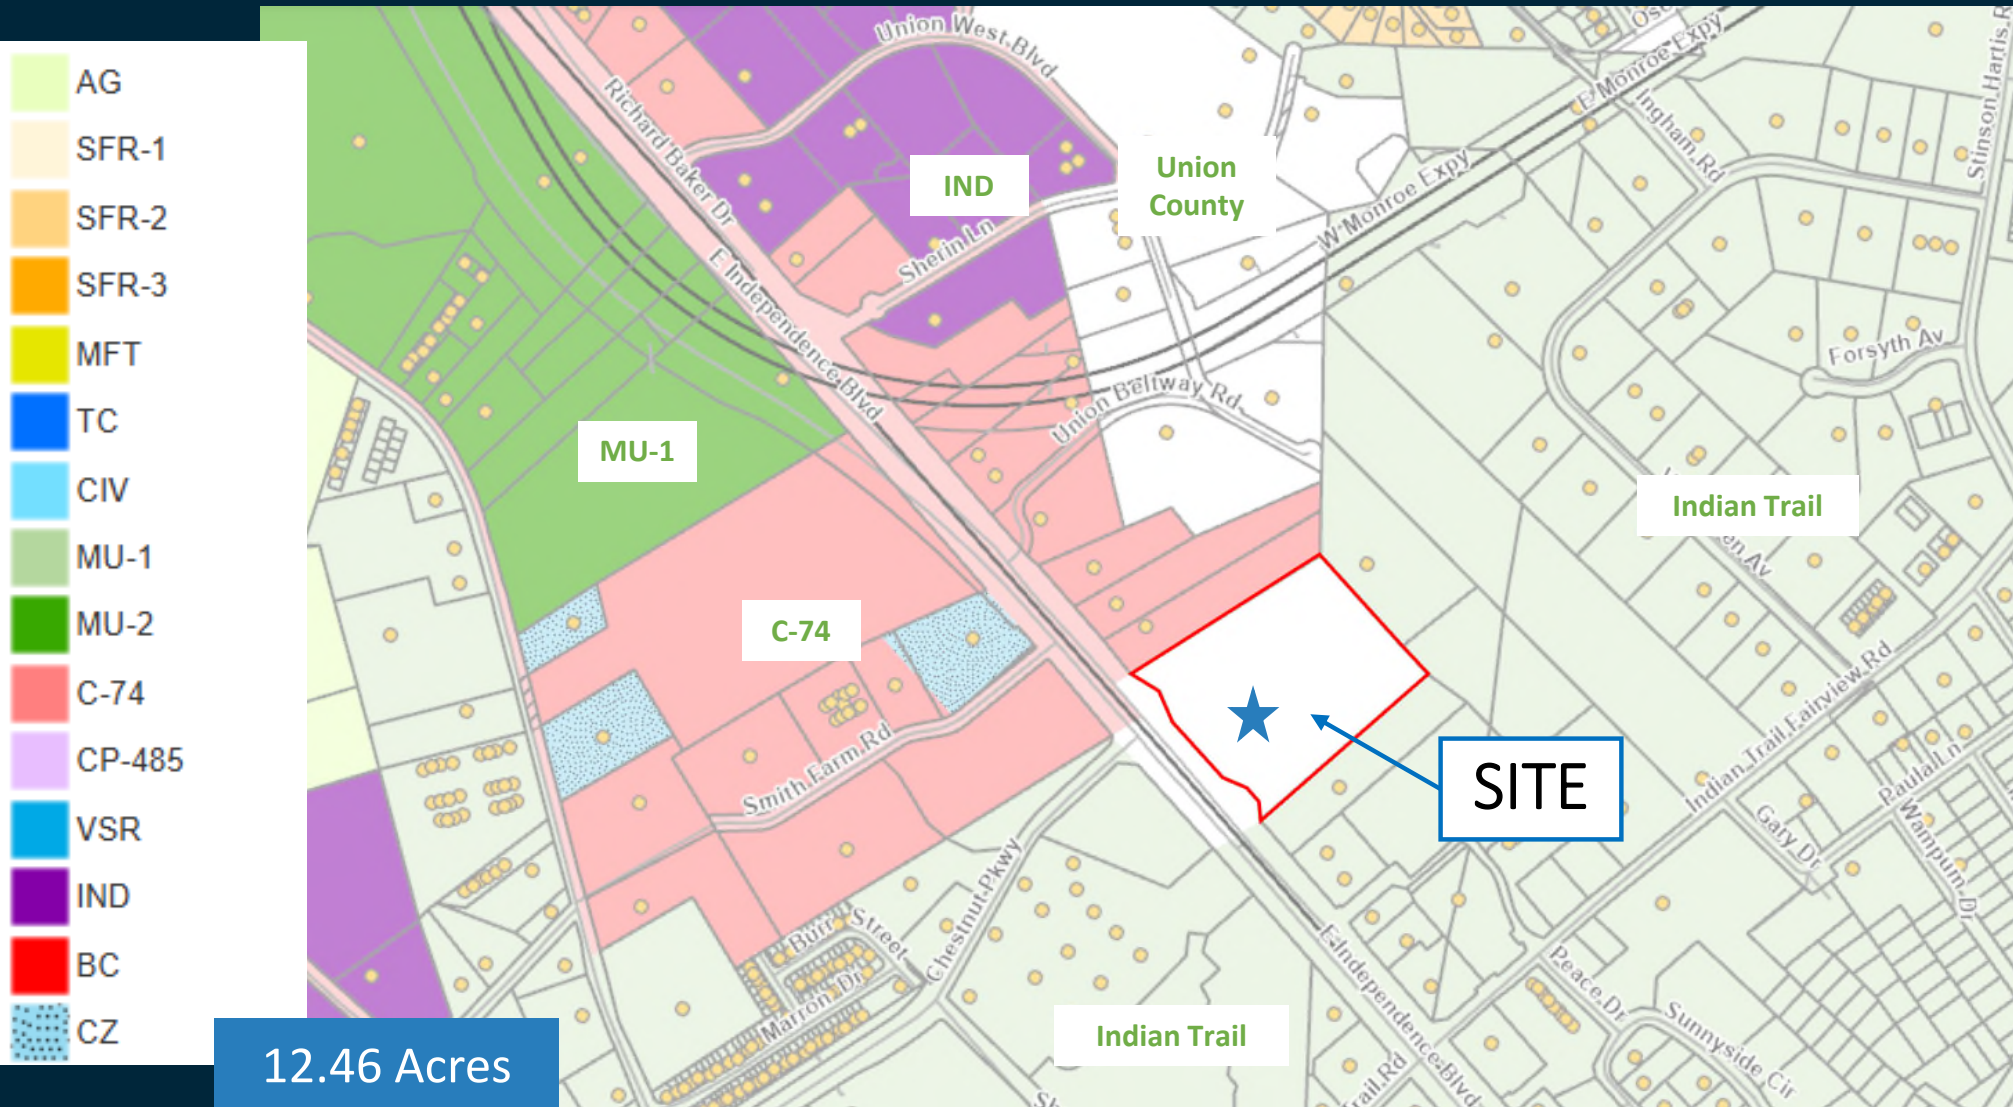 AG
SFR-1
SFR-2
SFR-3
MFT
TC
CIV
MU-1
MU-2
C-74
CP-485
VSR
IND
BC
CZ
12.46 Acres
Union West Blvd
Richard Baker Dr
E Independence Blvd
IND
Sherin Ln
Union
County
W Monroe Expy
E Monroe Expy
Ingham Rd
Stinson Hartis R
Forsyth Av
Union Beltway Rd
MU-1
Indian Trail
en Av
C-74
Smith Farm Rd
SITE
Indian Trail Fairview Rd
Paula Ln
Gary Dr
Wampum Dr
Burr Street
Marron Dr
Chestnut Pkwy
Indian Trail
E Independence Blvd
Peace Dr
Sunnyside Cir
rail Rd